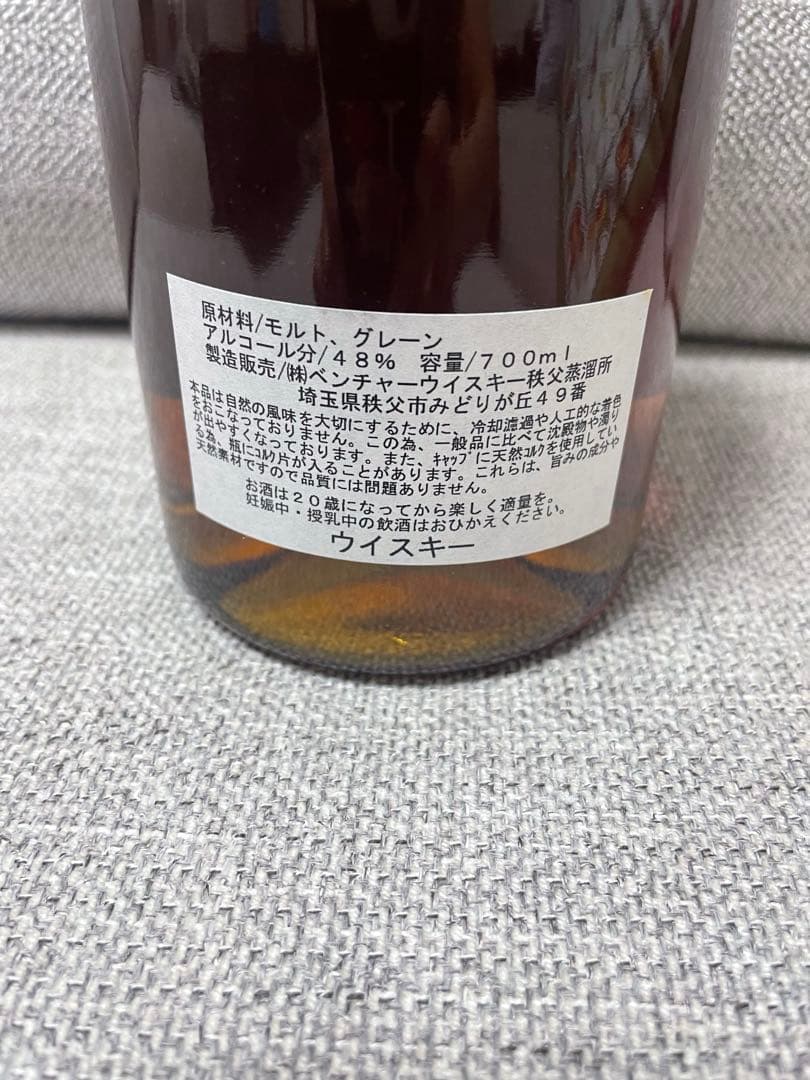 原材料/モルト、グレーン
アルコール分/48% 容量/700ml
製造販売/㈱ベンチャーウイスキー秩父蒸溜所
埼玉県秩父市みどりが丘49番
本品は自然の風味を大切にするために、冷却濾過や人工的な着色
をおこなっておりません。この為、一般品に比べて沈殿物や濁り
が出やすくなっております。また、ｷｬｯﾌﾟに天然ｺﾙｸを使用してい
る為、瓶にｺﾙｸ片が入ることがあります。これらは、旨みの成分や
天然素材ですので品質には問題ありません。
お酒は20歳になってから楽しく適量を。
妊娠中・授乳中の飲酒はおひかえください。
ウイスキー